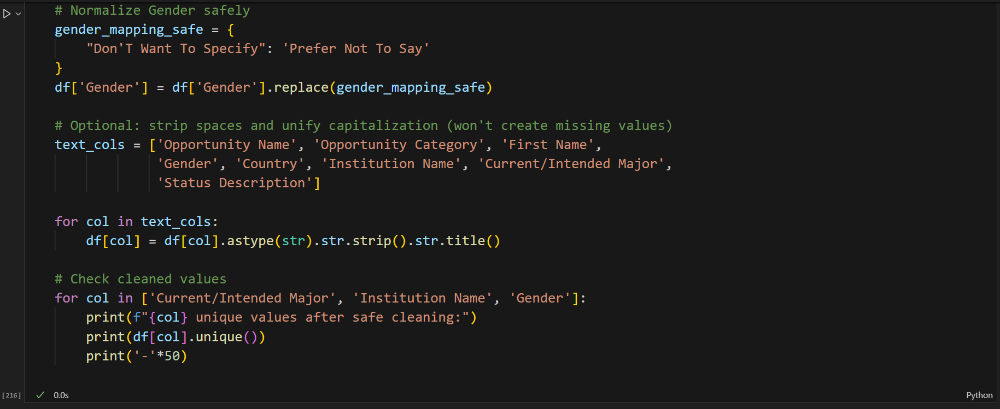 # Normalize Gender safely
gender_mapping_safe = {
    "Don'T Want To Specify": 'Prefer Not To Say'
}
df['Gender'] = df['Gender'].replace(gender_mapping_safe)

# Optional: strip spaces and unify capitalization (won't create missing values)
text_cols = ['Opportunity Name', 'Opportunity Category', 'First Name',
             'Gender', 'Country', 'Institution Name', 'Current/Intended Major',
             'Status Description']

for col in text_cols:
    df[col] = df[col].astype(str).str.strip().str.title()

# Check cleaned values
for col in ['Current/Intended Major', 'Institution Name', 'Gender']:
    print(f"{col} unique values after safe cleaning:")
    print(df[col].unique())
    print('-'*50)
[216] 0.0s Python